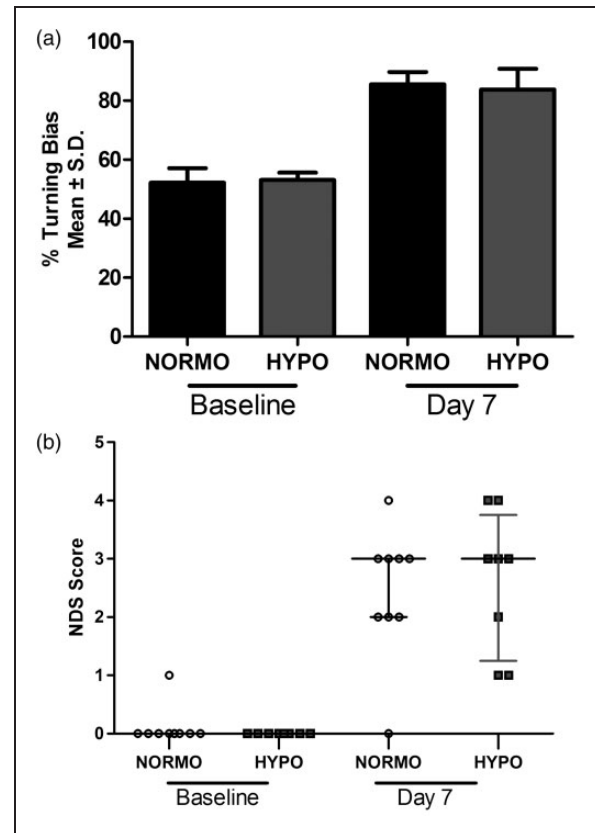 (a)
% Turning Bias
Mean ± S.D.
100
80
60
40
20
0
NORMO HYPO NORMO HYPO
Baseline Day 7
(b)
NDS Score
5
4
3
2
1
0
NORMO HYPO NORMO HYPO
Baseline Day 7